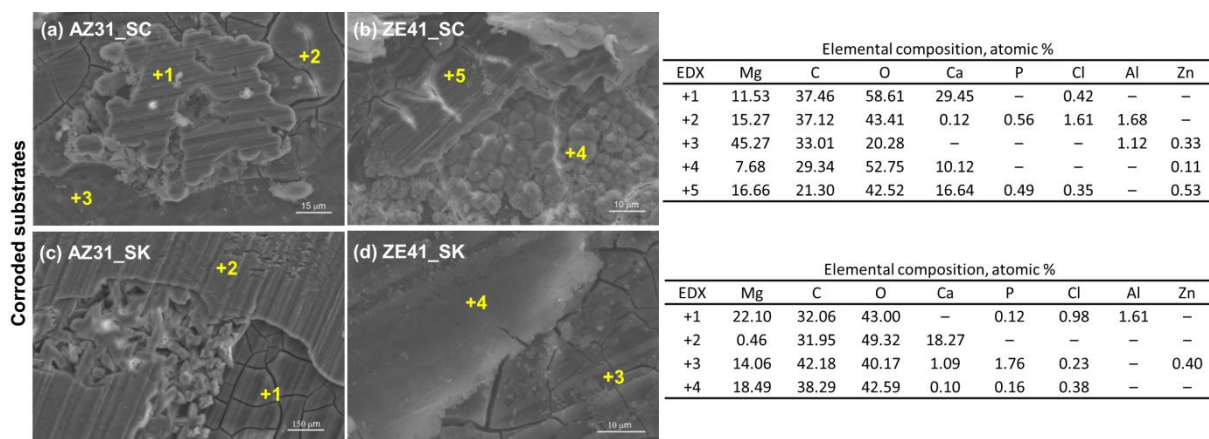 Corroded substrates
(a) AZ31_SC
+1
+2
+3
15 μm
(b) ZE41_SC
+5
+4
10 μm
(c) AZ31_SK
+2
+1
150 μm
(d) ZE41_SK
+4
+3
10 μm
Elemental composition, atomic %
EDX Mg C O Ca P Cl Al Zn
+1 11.53 37.46 58.61 29.45 – 0.42 –
+2 15.27 37.12 43.41 0.12 0.56 1.61 1.68 –
+3 45.27 33.01 20.28 – 1.12 0.33
+4 7.68 29.34 52.75 10.12 – – – 0.11
+5 16.66 21.30 42.52 16.64 0.49 0.35 – 0.53
Elemental composition, atomic %
EDX Mg C O Ca P Cl Al Zn
+1 22.10 32.06 43.00 – 0.12 0.98 1.61 –
+2 0.46 31.95 49.32 18.27 – – – –
+3 14.06 42.18 40.17 1.09 1.76 0.23 0.40
+4 18.49 38.29 42.59 0.10 0.16 0.38 – –